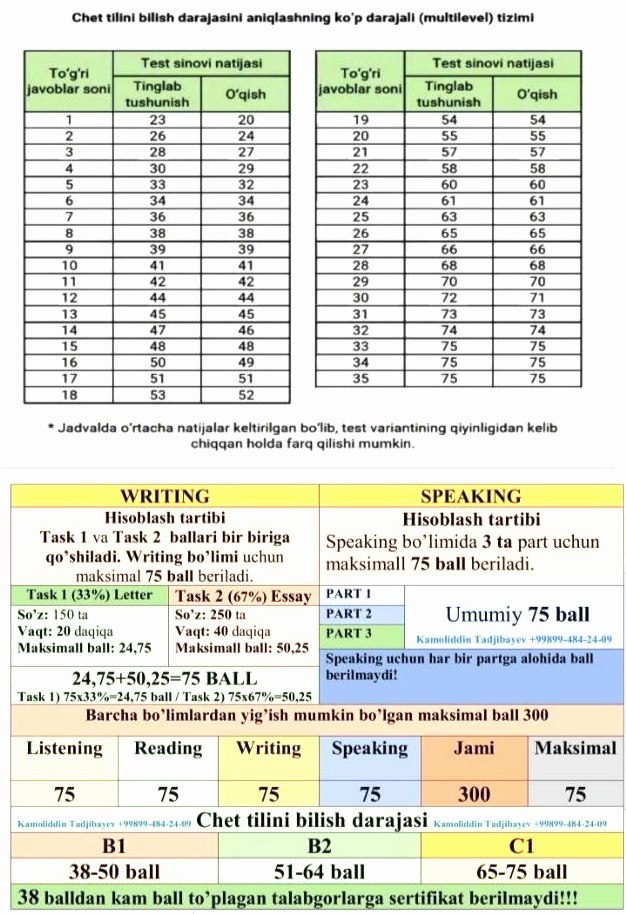 Chet tilini bilish darajasini aniqlashning ko'p darajali (multilevel) tizimi
To'g'ri javoblar soni Test sinovi natijasi
Tinglab tushunish O'qish
1 23 20
2 26 24
3 28 27
4 30 29
5 33 32
6 34 34
7 36 36
8 38 38
9 39 39
10 41 41
11 42 42
12 44 44
13 45 45
14 47 46
15 48 48
16 50 49
17 51 51
18 53 52
To'g'ri javoblar soni Test sinovi natijasi
Tinglab tushunish O'qish
19 54 54
20 55 55
21 57 57
22 58 58
23 60 60
24 61 61
25 63 63
26 65 65
27 66 66
28 68 68
29 70 70
30 72 71
31 73 73
32 74 74
33 75 75
34 75 75
35 75 75
* Jadvalda o'rtacha natijalar keltirilgan bo'lib, test variantining qiyinligidan kelib
chiqqan holda farq qilishi mumkin.
WRITING
Hisoblash tartibi
Task 1 va Task 2 ballari bir biriga
qo'shiladi. Writing bo'limi uchun
maksimal 75 ball beriladi.
Task 1 (33%) Letter
So'z: 150 ta
Vaqt: 20 daqiqa
Maksimall ball: 24,75
Task 2 (67%) Essay
So'z: 250 ta
Vaqt: 40 daqiqa
Maksimall ball: 50,25
24,75+50,25=75 BALL
Task 1) 75x33%=24,75 ball / Task 2) 75x67%=50,25
SPEAKING
Hisoblash tartibi
Speaking bo'limida 3 ta part uchun
maksimall 75 ball beriladi.
PART 1
PART 2
PART 3
Umumiy 75 ball
Kamoliddin Tadjibayev +99899-484-24-09
Speaking uchun har bir partga alohida ball
berilmaydi!
Barcha bo'limlardan yig'ish mumkin bo'lgan maksimal ball 300
Listening Reading Writing Speaking Jami Maksimal
75 75 75 75 300 75
Kamoliddin Tadjibayev +99899-484-24-09 Chet tilini bilish darajasi Kamoliddin Tadjibayev +99899-484-24-09
B1 B2 C1
38-50 ball 51-64 ball 65-75 ball
38 balldan kam ball to'plagan talabgorlarga sertifikat berilmaydi!!!